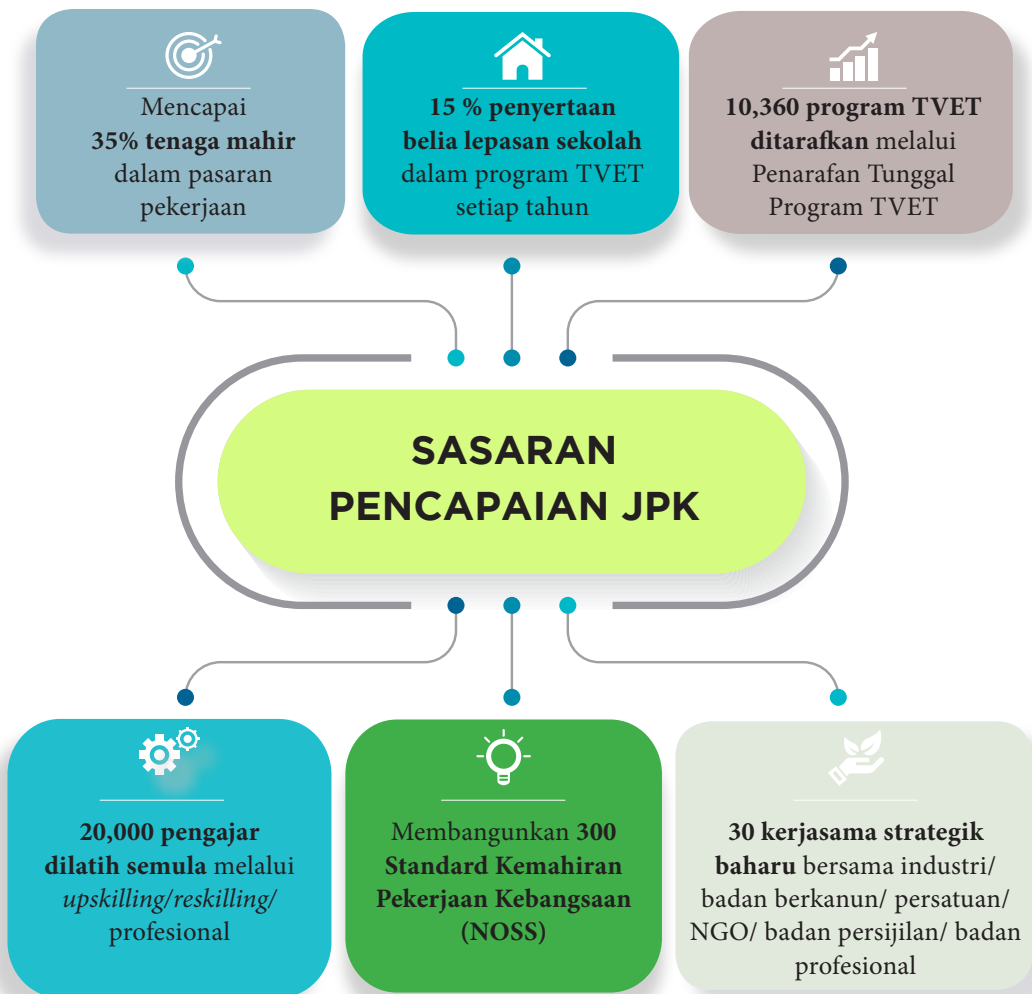 Mencapai
35% tenaga mahir
dalam pasaran
pekerjaan
15 % penyertaan
belia lepasan sekolah
dalam program TVET
setiap tahun
10,360 program TVET
ditarafkan melalui
Penarafan Tunggal
Program TVET
SASARAN
PENCAPAIAN JPK
20,000 pengajar
dilatih semula melalui
upskilling/reskilling/
profesional
Membangunkan 300
Standard Kemahiran
Pekerjaan Kebangsaan
(NOSS)
30 kerjasama strategik
baharu bersama industri/
badan berkanun/ persatuan/
NGO/ badan persijilan/ badan
profesional